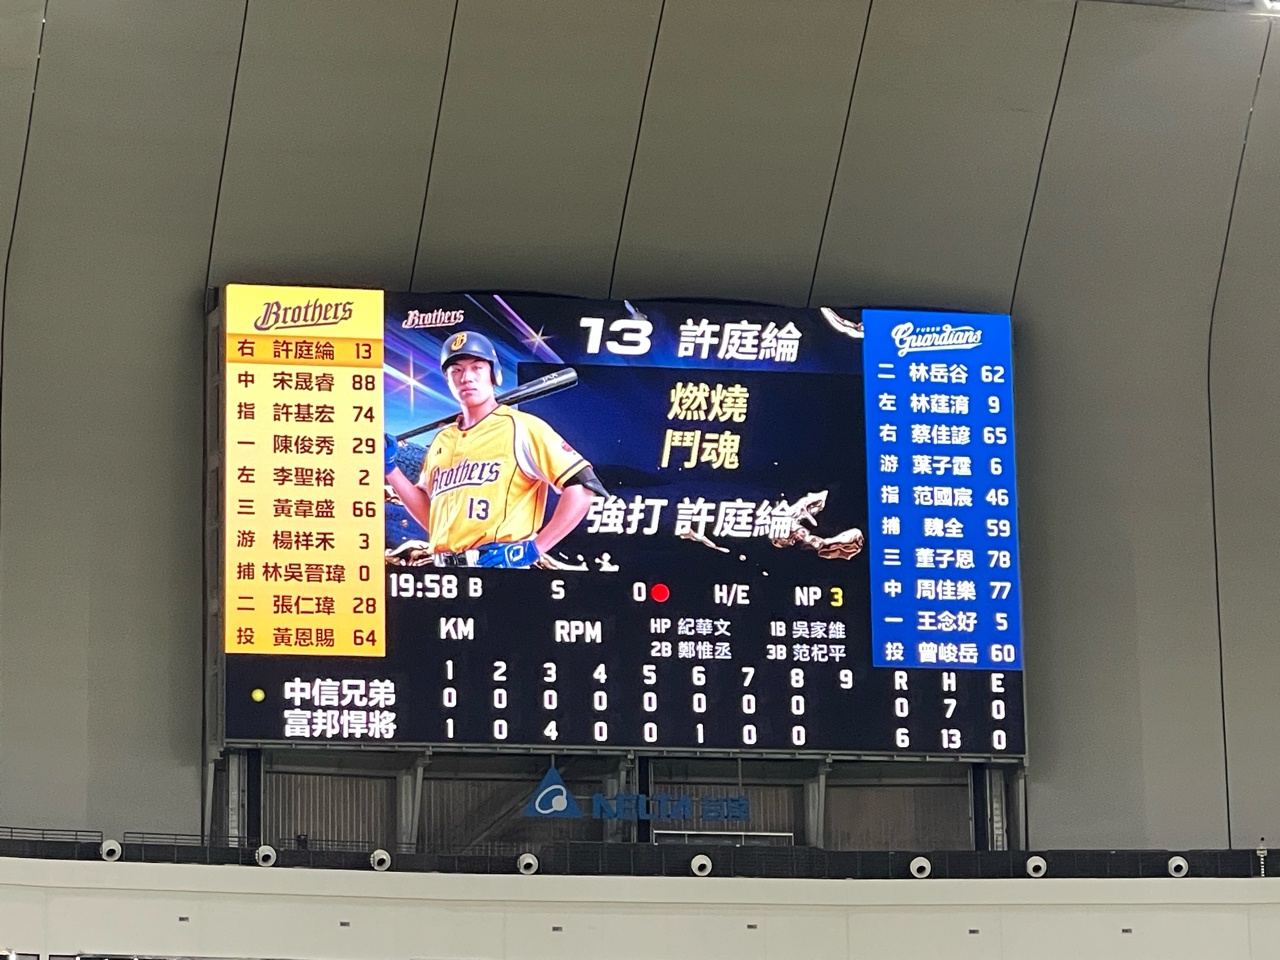 Brothers
右 許庭綸 13
中 宋晟睿 88
指 許基宏 74
一 陳俊秀 29
左 李聖裕 2
三 黃韋盛 66
游 楊祥禾 3
捕 林吳晉瑋 0
二 張仁瑋 28
投 黃恩賜 64
Brothers
13 許庭綸
燃燒
鬥魂
強打 許庭綸
Brothers
13
FUBON
Guardians
二 林岳谷 62
左 林莛淯 9
右 蔡佳諺 65
游 葉子霆 6
指 范國宸 46
捕 魏全 59
三 董子恩 78
中 周佳樂 77
一 王念好 5
投 曾峻岳 60
19:58 B S O H/E NP 3
KM RPM
HP 紀華文 1B 吳家維
2B 鄭惟丞 3B 范杞平
1 2 3 4 5 6 7 8 9 R H E
中信兄弟 0 0 0 0 0 0 0 0 0 7 0
富邦悍將 1 0 4 0 0 1 0 0 6 13 0
DELTA 台達